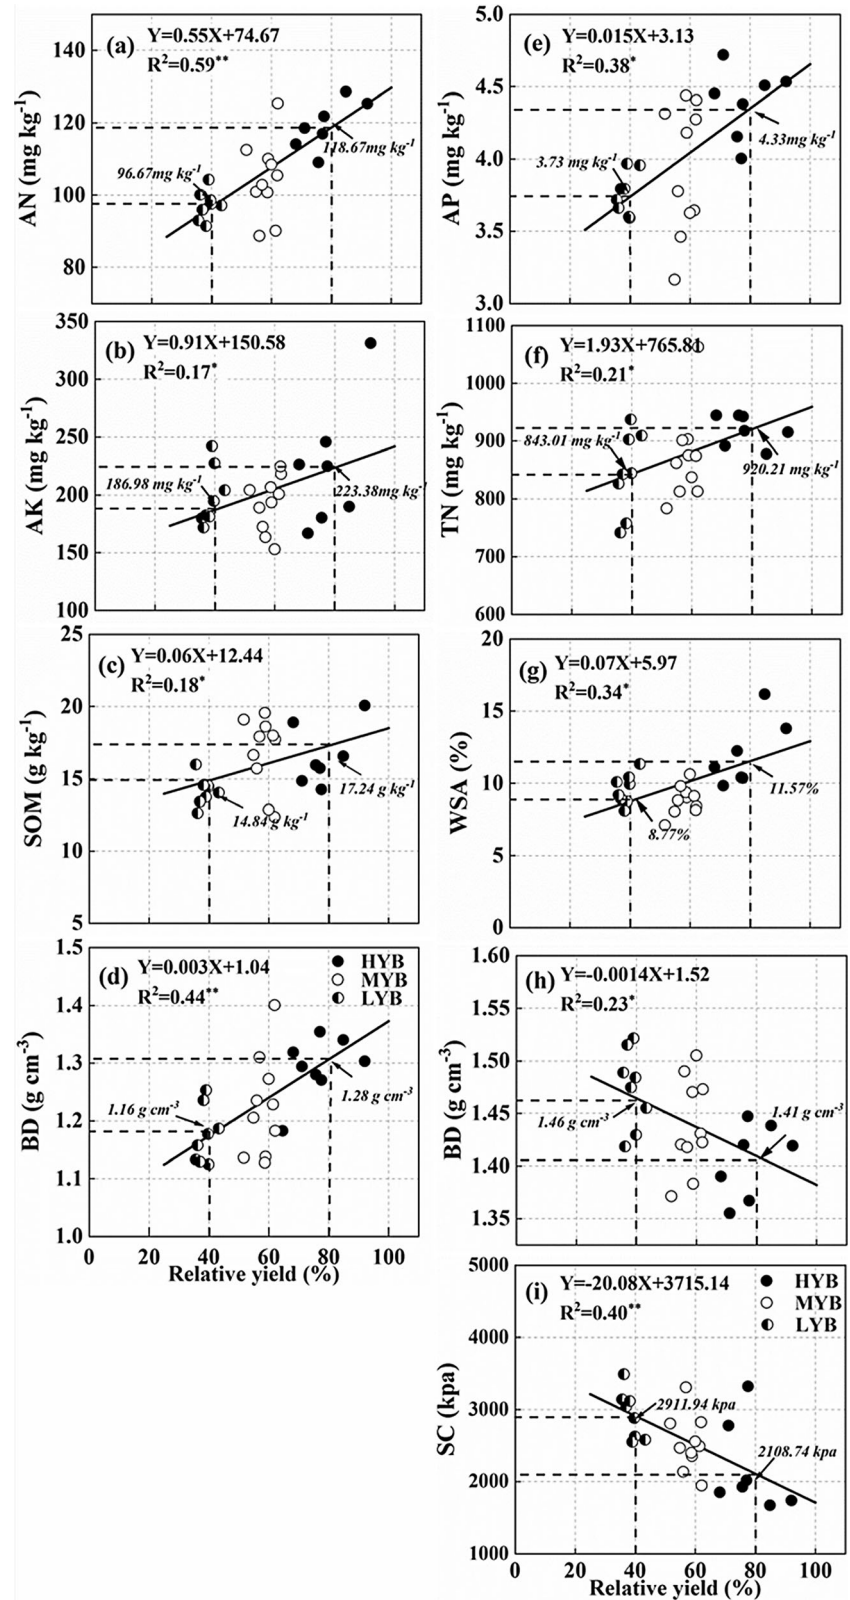 (a) Y=0.55X+74.67
R²=0.59**
140
120
100
80
AN (mg kg⁻¹)
96.67mg kg⁻¹
118.67mg kg⁻¹
(e) Y=0.015X+3.13
R²=0.38*
5.0
4.5
4.0
3.5
3.0
AP (mg kg⁻¹)
3.73 mg kg⁻¹
4.33mg kg⁻¹
(b) Y=0.91X+150.58
R²=0.17*
350
300
250
200
150
100
AK (mg kg⁻¹)
186.98 mg kg⁻¹
223.38mg kg⁻¹
(f) Y=1.93X+765.81
R²=0.21*
1100
1000
900
800
700
600
TN (mg kg⁻¹)
843.01 mg kg⁻¹
920.21 mg kg⁻¹
(c) Y=0.06X+12.44
R²=0.18*
25
20
15
10
5
SOM (g kg⁻¹)
14.84 g kg⁻¹
17.24 g kg⁻¹
(g) Y=0.07X+5.97
R²=0.34*
20
15
10
5
0
WSA (%)
8.77%
11.57%
(d) Y=0.003X+1.04
R²=0.44**
HYB
MYB
LYB
1.5
1.4
1.3
1.2
1.1
1.0
BD (g cm⁻³)
1.16 g cm⁻³
1.28 g cm⁻³
0 20 40 60 80 100
Relative yield (%)
(h) Y=-0.0014X+1.52
R²=0.23*
1.60
1.55
1.50
1.45
1.40
1.35
BD (g cm⁻³)
1.46 g cm⁻³
1.41 g cm⁻³
(i) Y=-20.08X+3715.14
R²=0.40**
HYB
MYB
LYB
5000
4000
3000
2000
1000
SC (kpa)
2911.94 kpa
2108.74 kpa
0 20 40 60 80 100
Relative yield (%)